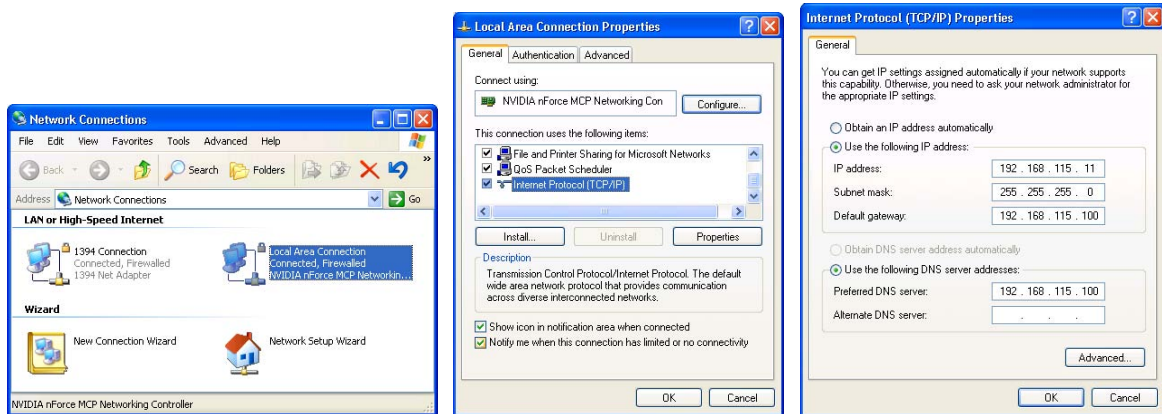 Network Connections
File Edit View Favorites Tools Advanced Help
Back Search Folders »
Address Network Connections Go
LAN or High-Speed Internet
1394 Connection
Connected, Firewalled
1394 Net Adapter
Local Area Connection
Connected, Firewalled
NVIDIA nForce MCP Networkin...
Wizard
New Connection Wizard
Network Setup Wizard
NVIDIA nForce MCP Networking Controller
Local Area Connection Properties
General Authentication Advanced
Connect using:
NVIDIA nForce MCP Networking Con Configure...
This connection uses the following items:
File and Printer Sharing for Microsoft Networks
QoS Packet Scheduler
Internet Protocol (TCP/IP)
Install... Uninstall Properties
Description
Transmission Control Protocol/Internet Protocol. The default
wide area network protocol that provides communication
across diverse interconnected networks.
Show icon in notification area when connected
Notify me when this connection has limited or no connectivity
OK Cancel
Internet Protocol (TCP/IP) Properties
General
You can get IP settings assigned automatically if your network supports
this capability. Otherwise, you need to ask your network administrator for
the appropriate IP settings.
Obtain an IP address automatically
Use the following IP address:
IP address: 192 . 168 . 115 . 11
Subnet mask: 255 . 255 . 255 . 0
Default gateway: 192 . 168 . 115 . 100
Obtain DNS server address automatically
Use the following DNS server addresses:
Preferred DNS server: 192 . 168 . 115 . 100
Alternate DNS server: . . .
Advanced...
OK Cancel